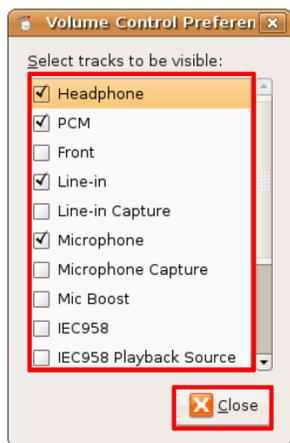 Volume Control Preferen
Select tracks to be visible:
Headphone
PCM
Front
Line-in
Line-in Capture
Microphone
Microphone Capture
Mic Boost
IEC958
IEC958 Playback Source
Close